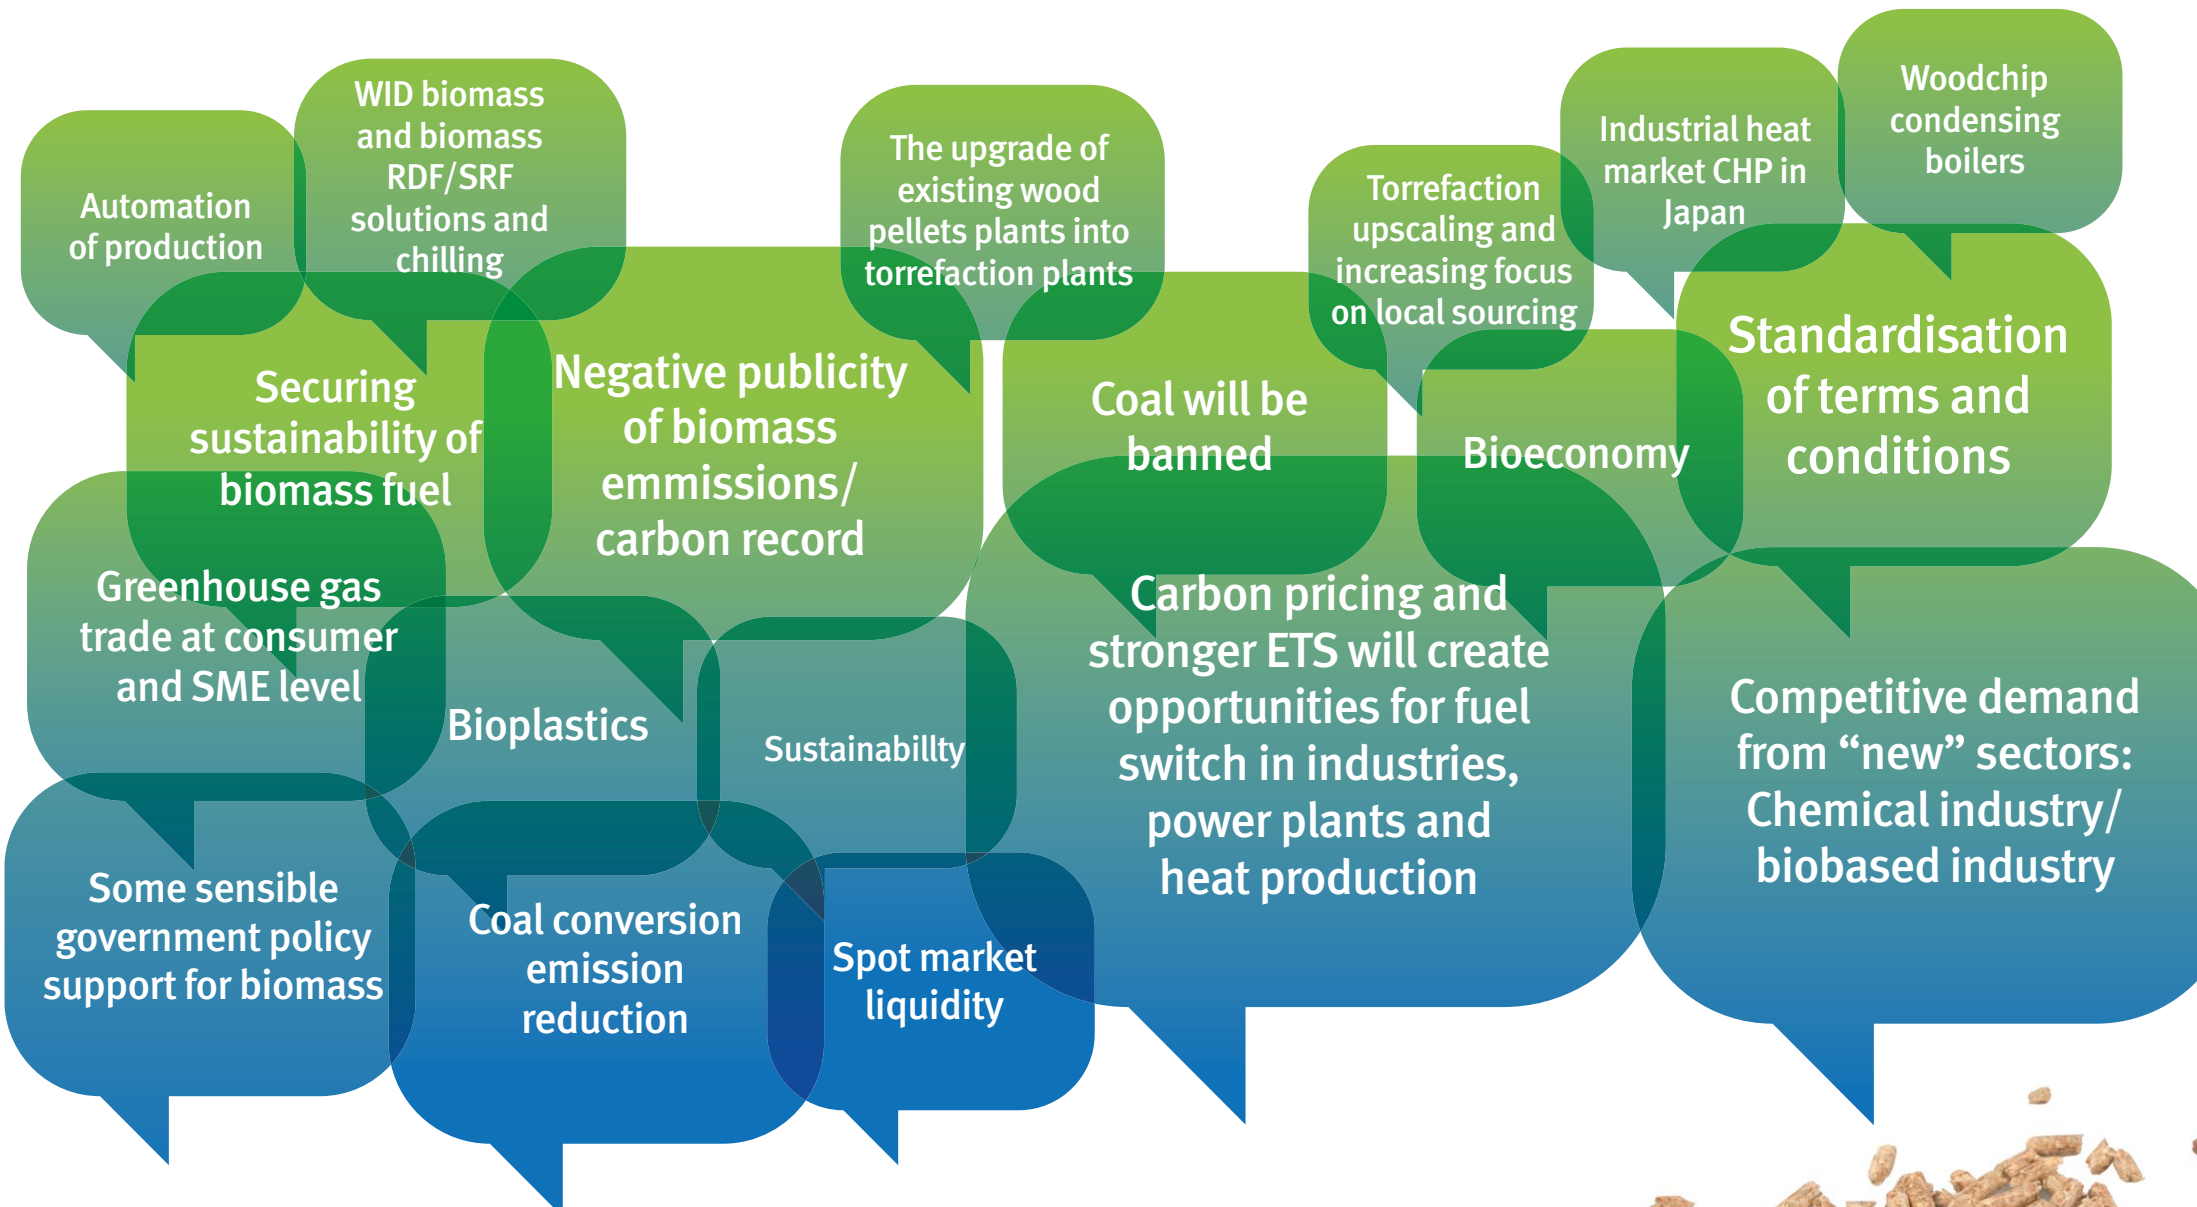 Automation
of production
WID biomass
and biomass
RDF/SRF
solutions and
chilling
The upgrade of
existing wood
pellets plants into
torrefaction plants
Torrefaction
upscaling and
increasing focus
on local sourcing
Industrial heat
market CHP in
Japan
Woodchip
condensing
boilers
Securing
sustainability of
biomass fuel
Negative publicity
of biomass
emmissions/
carbon record
Coal will be
banned
Bioeconomy
Standardisation
of terms and
conditions
Greenhouse gas
trade at consumer
and SME level
Bioplastics
Sustainabillty
Carbon pricing and
stronger ETS will create
opportunities for fuel
switch in industries,
power plants and
heat production
Competitive demand
from “new” sectors:
Chemical industry/
biobased industry
Some sensible
government policy
support for biomass
Coal conversion
emission
reduction
Spot market
liquidity